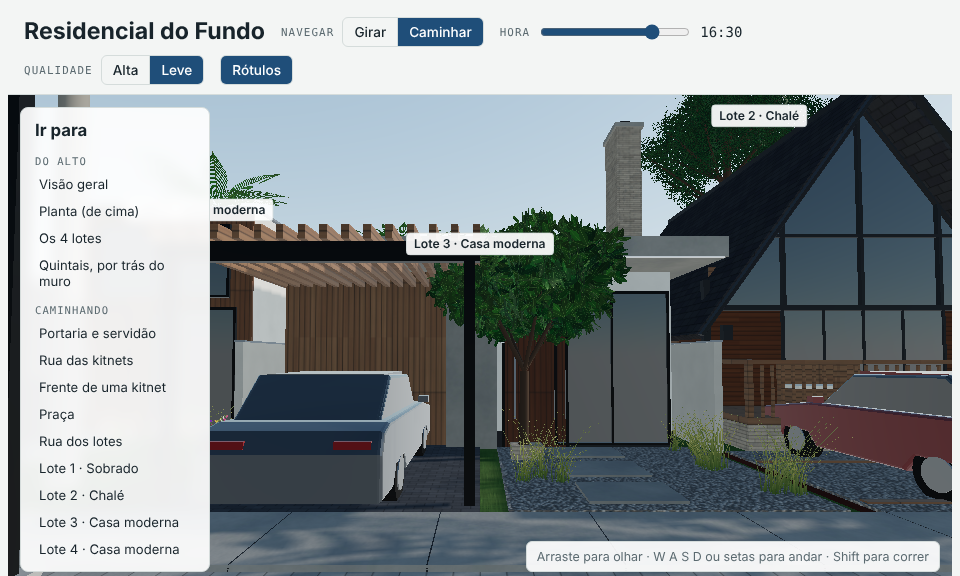 Residencial do Fundo
NAVEGAR
Girar
Caminhar
HORA
16:30
QUALIDADE
Alta
Leve
Rótulos
Ir para
DO ALTO
Visão geral
Planta (de cima)
Os 4 lotes
Quintais, por trás do
muro
CAMINHANDO
Portaria e servidão
Rua das kitnets
Frente de uma kitnet
Praça
Rua dos lotes
Lote 1 · Sobrado
Lote 2 · Chalé
Lote 3 · Casa moderna
Lote 4 · Casa moderna
Lote 2 · Chalé
moderna
Lote 3 · Casa moderna
Arraste para olhar · W A S D ou setas para andar · Shift para correr